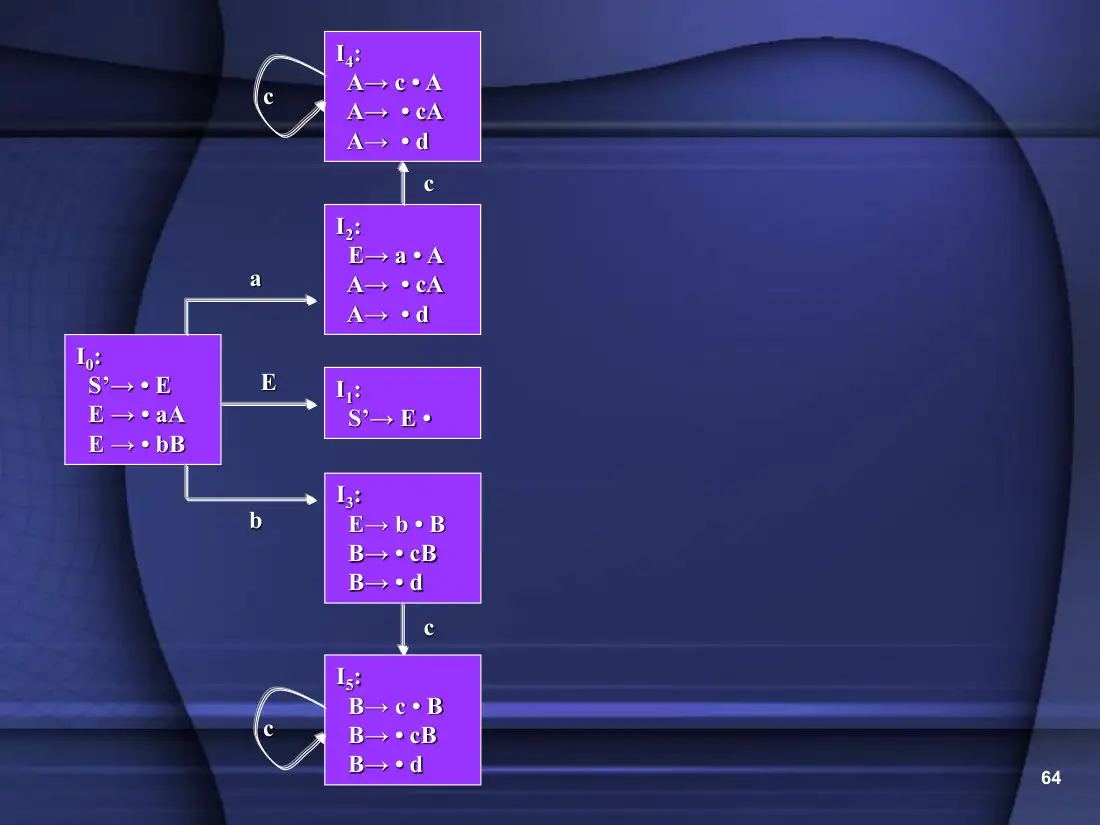 I₄:
A→ c • A
A→ • cA
A→ • d
c
c
I₂:
E→ a • A
A→ • cA
A→ • d
a
I₀:
S’→ • E
E → • aA
E → • bB
E
I₁:
S’→ E •
b
I₃:
E→ b • B
B→ • cB
B→ • d
c
I₅:
B→ c • B
B→ • cB
B→ • d
c
64